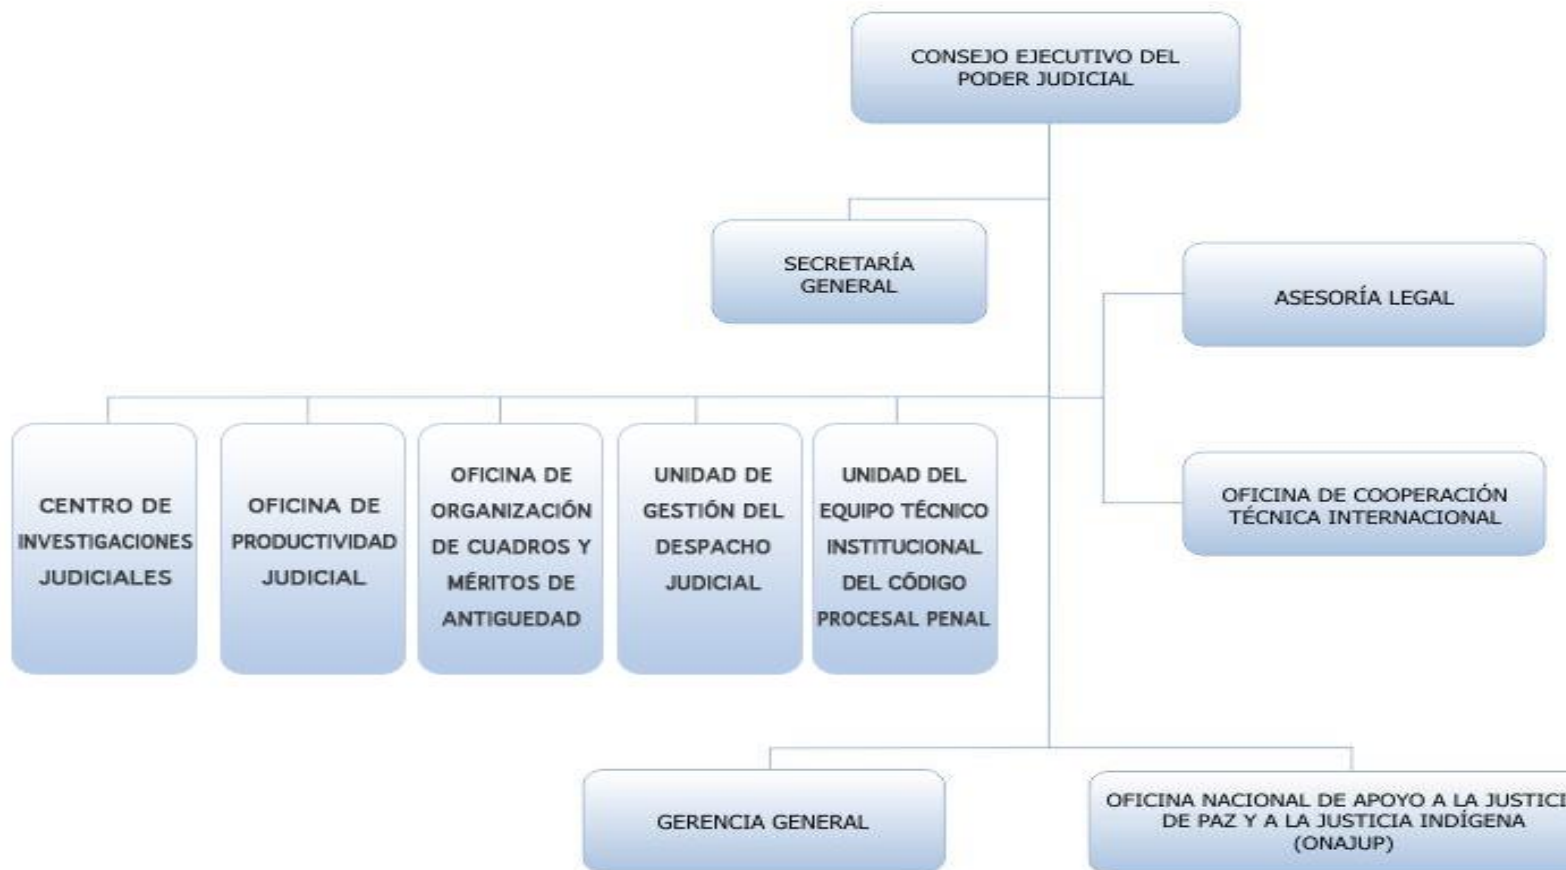 CONSEJO EJECUTIVO DEL
PODER JUDICIAL
SECRETARÍA
GENERAL
ASESORÍA LEGAL
CENTRO DE
INVESTIGACIONES
JUDICIALES
OFICINA DE
PRODUCTIVIDAD
JUDICIAL
OFICINA DE
ORGANIZACIÓN
DE CUADROS Y
MÉRITOS DE
ANTIGUEDAD
UNIDAD DE
GESTIÓN DEL
DESPACHO
JUDICIAL
UNIDAD DEL
EQUIPO TÉCNICO
INSTITUCIONAL
DEL CÓDIGO
PROCESAL PENAL
OFICINA DE COOPERACIÓN
TÉCNICA INTERNACIONAL
GERENCIA GENERAL
OFICINA NACIONAL DE APOYO A LA JUSTICI
DE PAZ Y A LA JUSTICIA INDÍGENA
(ONAJUP)